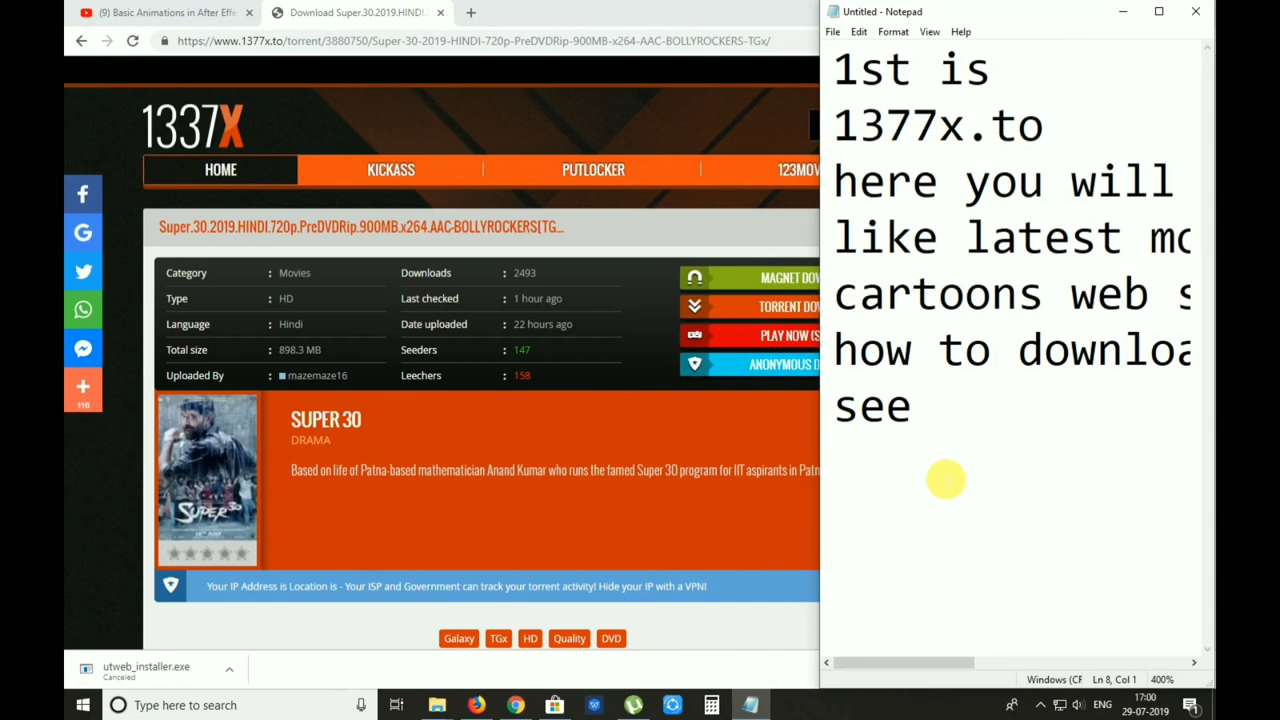 (9) Basic Animations in After Effe
Download Super.2019.HINDI.
https://www.1377x.to/torrent/3880750/Super-30-2019-HINDI-720p-PreDVDRip-900MB-x264-AAC-BOLLYROCKERS-TGx/
1337X
HOME
KICKASS
PUTLOCKER
123MOV
Super.30.2019.HINDI.720p.PreDVDRip.900MB.x264.AAC-BOLLYROCKERS[TG...
Category : Movies
Type : HD
Language : Hindi
Total size : 898.3 MB
Uploaded By : mazemaze16
Downloads : 2493
Last checked : 1 hour ago
Date uploaded : 22 hours ago
Seeders : 147
Leechers : 158
MAGNET DOW
TORRENT DOW
PLAY NOW (S
ANONYMOUS D
116
SUPER 30
DRAMA
Based on life of Patna-based mathematician Anand Kumar who runs the famed Super 30 program for IIT aspirants in Patn
SUPER 30
Your IP Address is Location is - Your ISP and Government can track your torrent activity! Hide your IP with a VPN!
Galaxy
TGx
HD
Quality
DVD
utweb_installer.exe
Canceled
Untitled - Notepad
File Edit Format View Help
1st is
1377x.to
here you will
like latest mo
cartoons web s
how to downloa
see
Windows (CR
Ln 8, Col 1
400%
Type here to search
ENG
17:00
29-07-2019
1